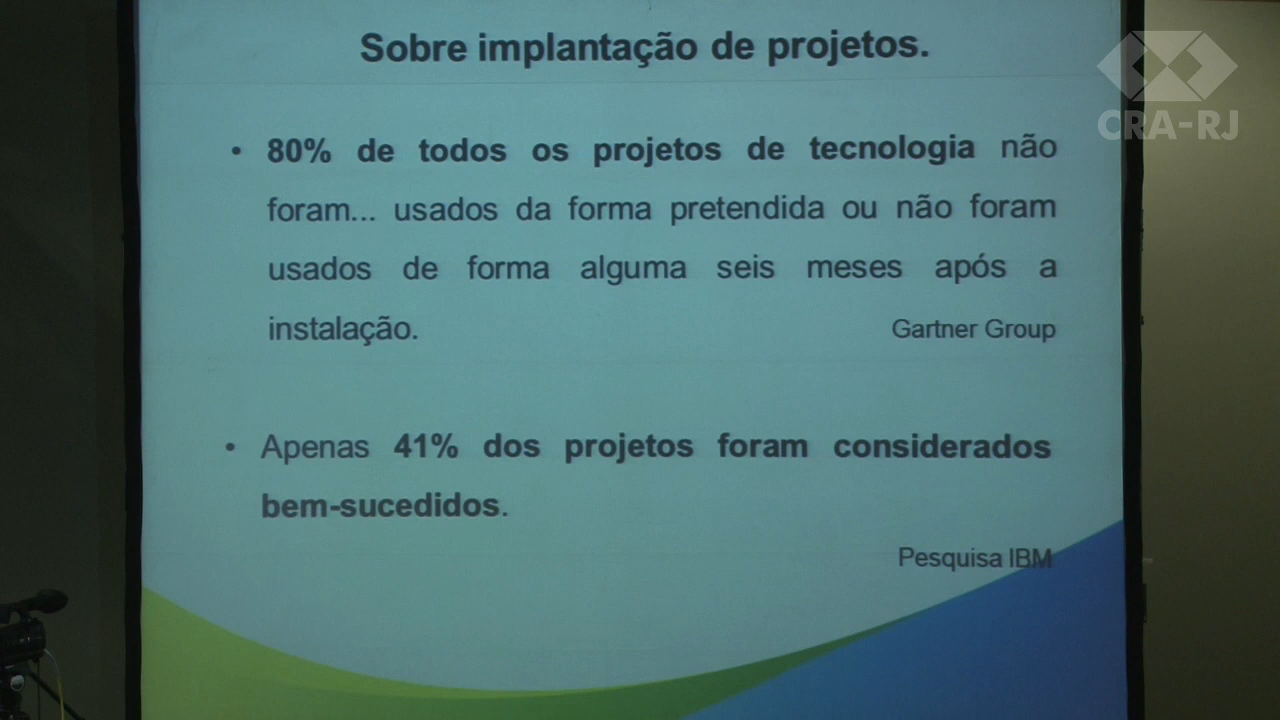 Sobre implantação de projetos.
CRA-RJ
• 80% de todos os projetos de tecnologia não
foram... usados da forma pretendida ou não foram
usados de forma alguma seis meses após a
instalação. Gartner Group
• Apenas 41% dos projetos foram considerados
bem-sucedidos.
Pesquisa IBM